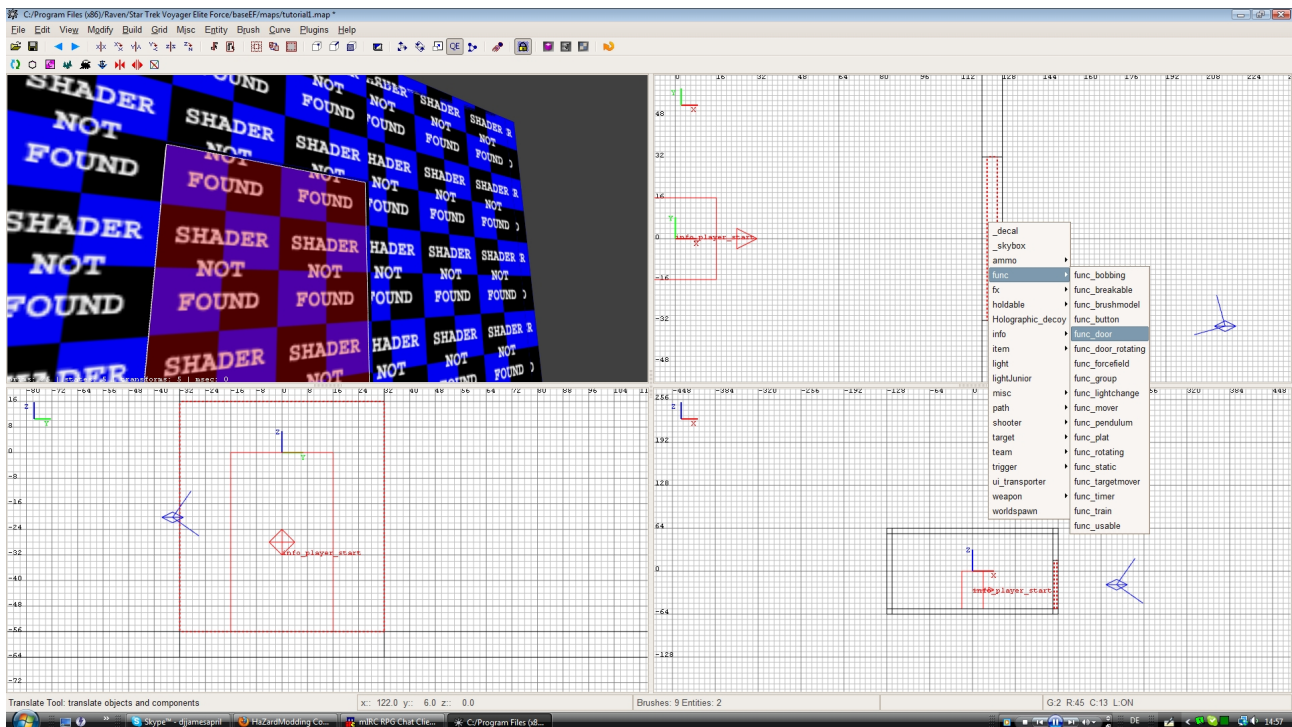 C:/Program Files (x86)/Raven/Star Trek Voyager Elite Force/baseEF/maps/tutorial1.map *
File Edit View Modify Build Grid Misc Entity Brush Curve Plugins Help
QE
SHADER NOT FOUND
info_player_start
_decal
_skybox
ammo
func
fx
holdable
Holographic_decoy
info
item
light
lightJunior
misc
path
shooter
target
team
trigger
ui_transporter
weapon
worldspawn
func_bobbing
func_breakable
func_brushmodel
func_button
func_door
func_door_rotating
func_forcefield
func_group
func_lightchange
func_mover
func_pendulum
func_plat
func_rotating
func_static
func_targetmover
func_timer
func_train
func_usable
info_player_start
info_player_start
Translate Tool: translate objects and components
x:: 122.0 y:: 6.0 z:: 0.0
Brushes: 9 Entities: 2
G:2 R:45 C:13 L:ON
Skype™ - djjamesapril
HaZardModding Co...
mIRC RPG Chat Clie...
C:/Program Files (x8...
DE
14:57